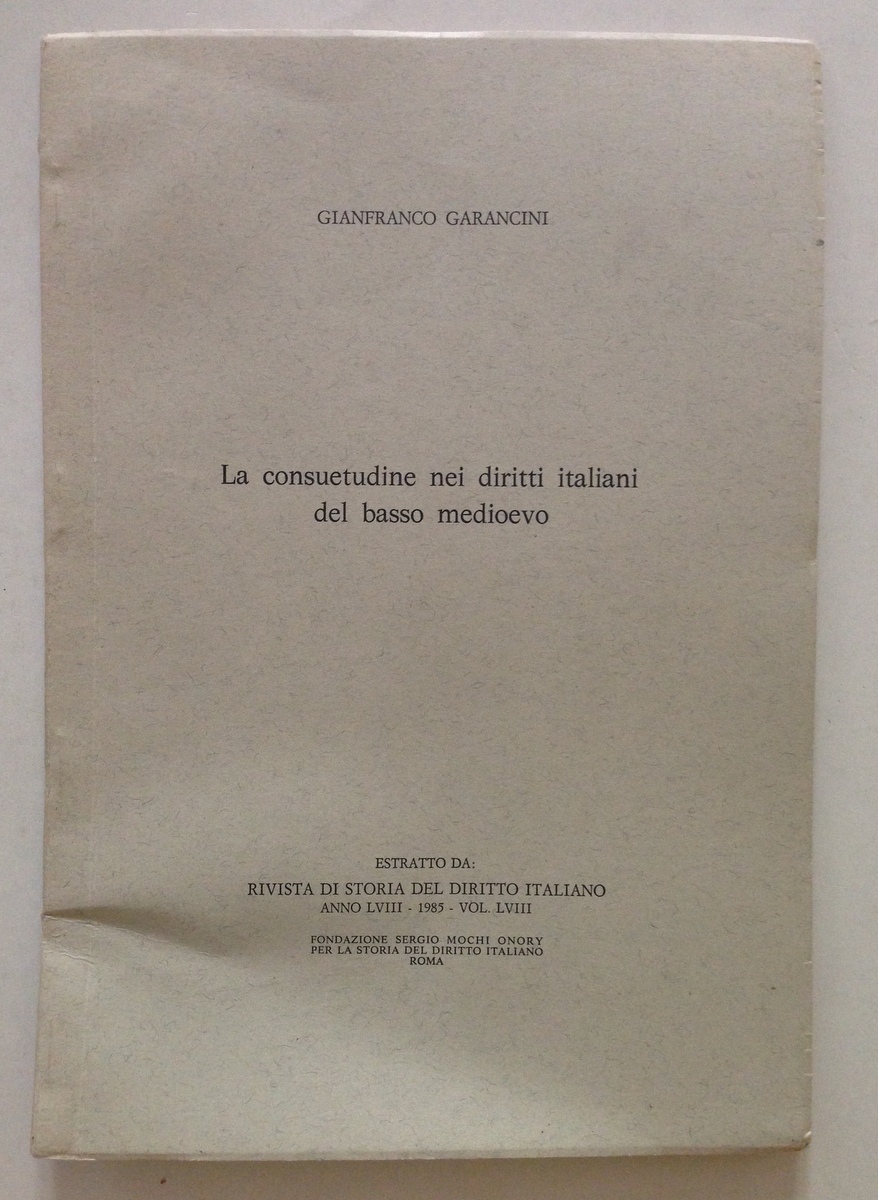 GIANFRANCO GARANCINI
La consuetudine nei diritti italiani
del basso medioevo
ESTRATTO DA:
RIVISTA DI STORIA DEL DIRITTO ITALIANO
ANNO LVIII - 1985 - VOL. LVIII
FONDAZIONE SERGIO MOCHI ONORY
PER LA STORIA DEL DIRITTO ITALIANO
ROMA